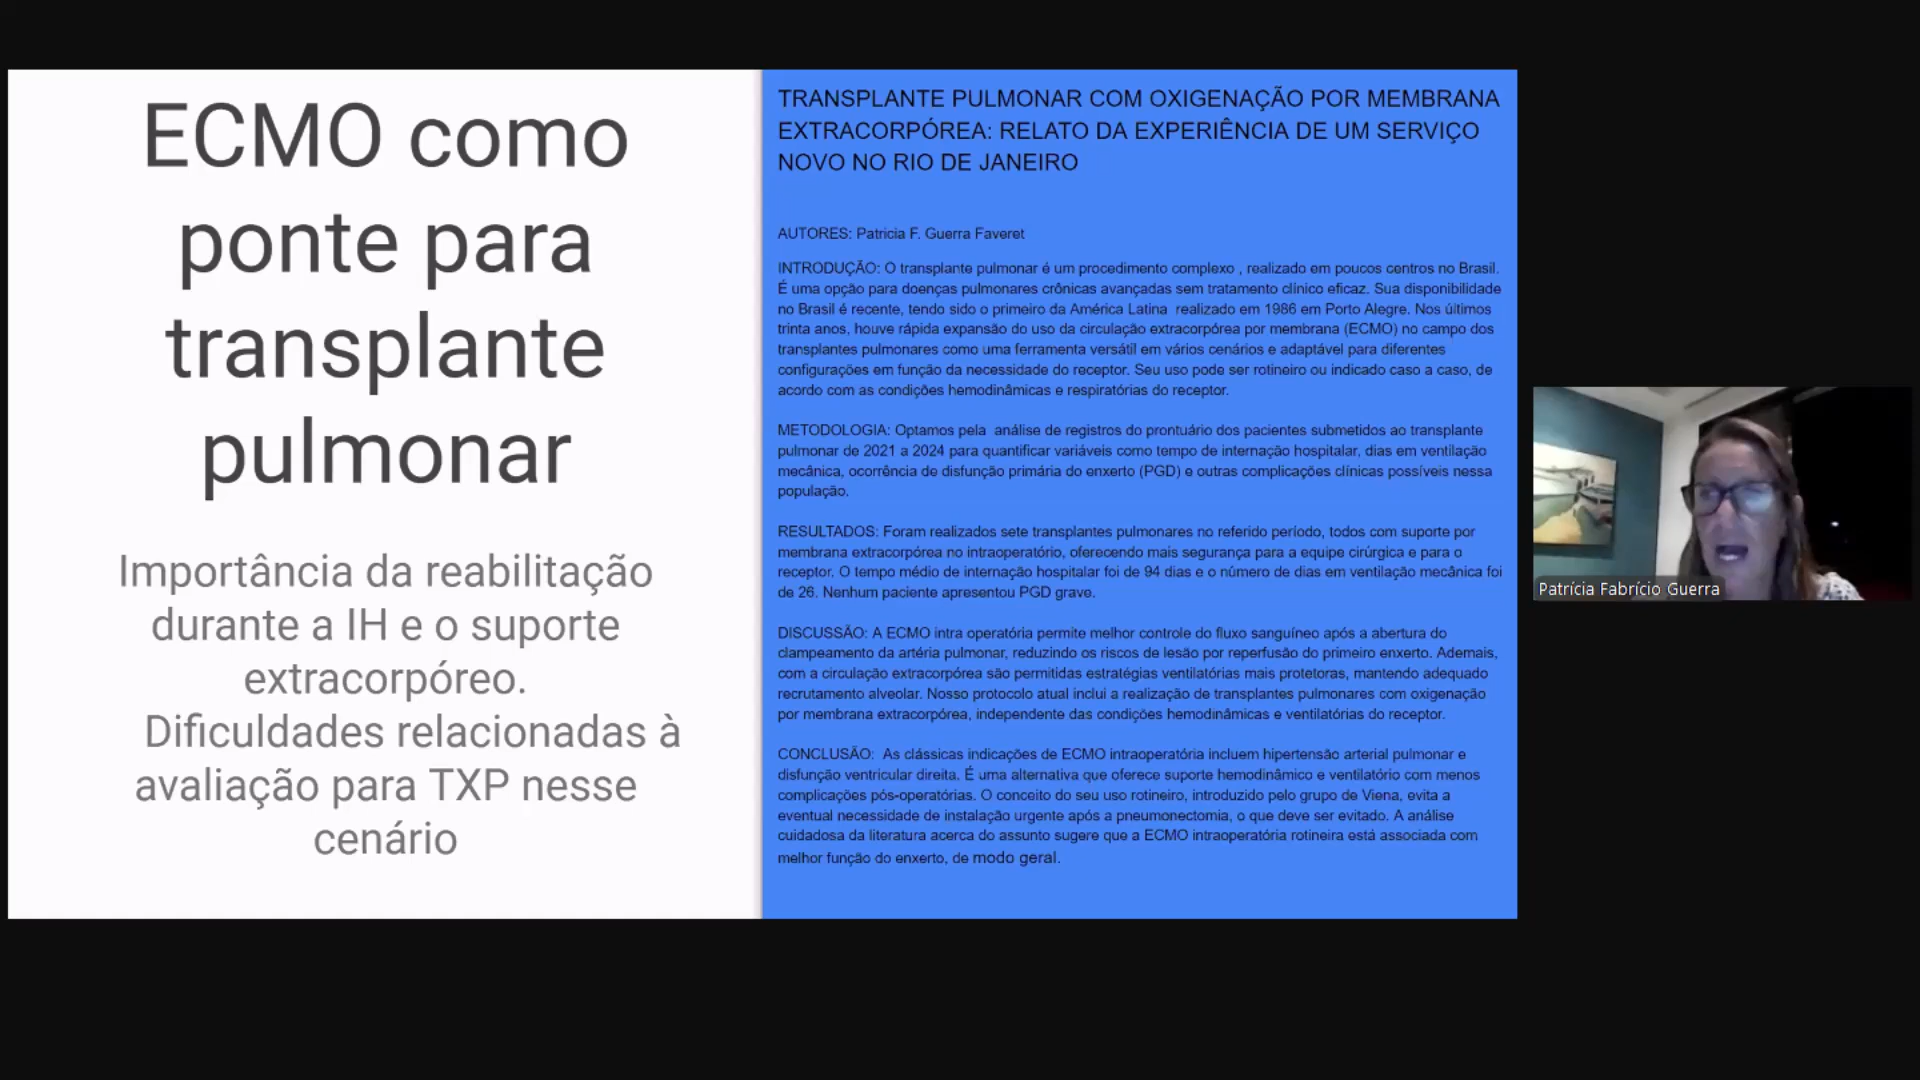 ECMO como
ponte para
transplante
pulmonar
Importância da reabilitação
durante a IH e o suporte
extracorpóreo.
Dificuldades relacionadas à
avaliação para TXP nesse
cenário
TRANSPLANTE PULMONAR COM OXIGENAÇÃO POR MEMBRANA
EXTRACORPÓREA: RELATO DA EXPERIÊNCIA DE UM SERVIÇO
NOVO NO RIO DE JANEIRO
AUTORES: Patricia F. Guerra Faveret
INTRODUÇÃO: O transplante pulmonar é um procedimento complexo , realizado em poucos centros no Brasil.
É uma opção para doenças pulmonares crônicas avançadas sem tratamento clínico eficaz. Sua disponibilidade
no Brasil é recente, tendo sido o primeiro da América Latina realizado em 1986 em Porto Alegre. Nos últimos
trinta anos, houve rápida expansão do uso da circulação extracorpórea por membrana (ECMO) no campo dos
transplantes pulmonares como uma ferramenta versátil em vários cenários e adaptável para diferentes
configurações em função da necessidade do receptor. Seu uso pode ser rotineiro ou indicado caso a caso, de
acordo com as condições hemodinâmicas e respiratórias do receptor.
METODOLOGIA: Optamos pela análise de registros do prontuário dos pacientes submetidos ao transplante
pulmonar de 2021 a 2024 para quantificar variáveis como tempo de internação hospitalar, dias em ventilação
mecânica, ocorrência de disfunção primária do enxerto (PGD) e outras complicações clínicas possíveis nessa
população.
RESULTADOS: Foram realizados sete transplantes pulmonares no referido período, todos com suporte por
membrana extracorpórea no intraoperatório, oferecendo mais segurança para a equipe cirúrgica e para o
receptor. O tempo médio de internação hospitalar foi de 94 dias e o número de dias em ventilação mecânica foi
de 26. Nenhum paciente apresentou PGD grave.
DISCUSSÃO: A ECMO intra operatória permite melhor controle do fluxo sanguíneo após a abertura do
clampeamento da artéria pulmonar, reduzindo os riscos de lesão por reperfusão do primeiro enxerto. Ademais,
com a circulação extracorpórea são permitidas estratégias ventilatórias mais protetoras, mantendo adequado
recrutamento alveolar. Nosso protocolo atual inclui a realização de transplantes pulmonares com oxigenação
por membrana extracorpórea, independente das condições hemodinâmicas e ventilatórias do receptor.
CONCLUSÃO: As clássicas indicações de ECMO intraoperatória incluem hipertensão arterial pulmonar e
disfunção ventricular direita. É uma alternativa que oferece suporte hemodinâmico e ventilatório com menos
complicações pós-operatórias. O conceito do seu uso rotineiro, introduzido pelo grupo de Viena, evita a
eventual necessidade de instalação urgente após a pneumonectomia, o que deve ser evitado. A análise
cuidadosa da literatura acerca do assunto sugere que a ECMO intraoperatória rotineira está associada com
melhor função do enxerto, de modo geral.
Patrícia Fabrício Guerra